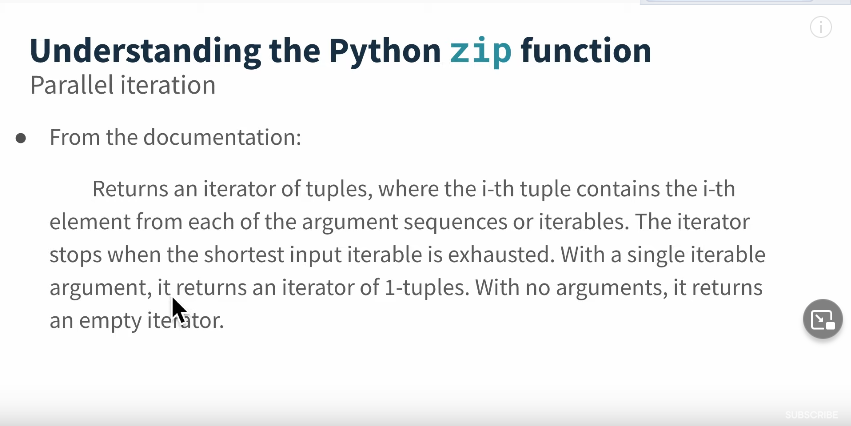 Understanding the Python zip function
Parallel iteration
● From the documentation:
Returns an iterator of tuples, where the i-th tuple contains the i-th
element from each of the argument sequences or iterables. The iterator
stops when the shortest input iterable is exhausted. With a single iterable
argument, it returns an iterator of 1-tuples. With no arguments, it returns
an empty iterator.
SUBSCRIBE